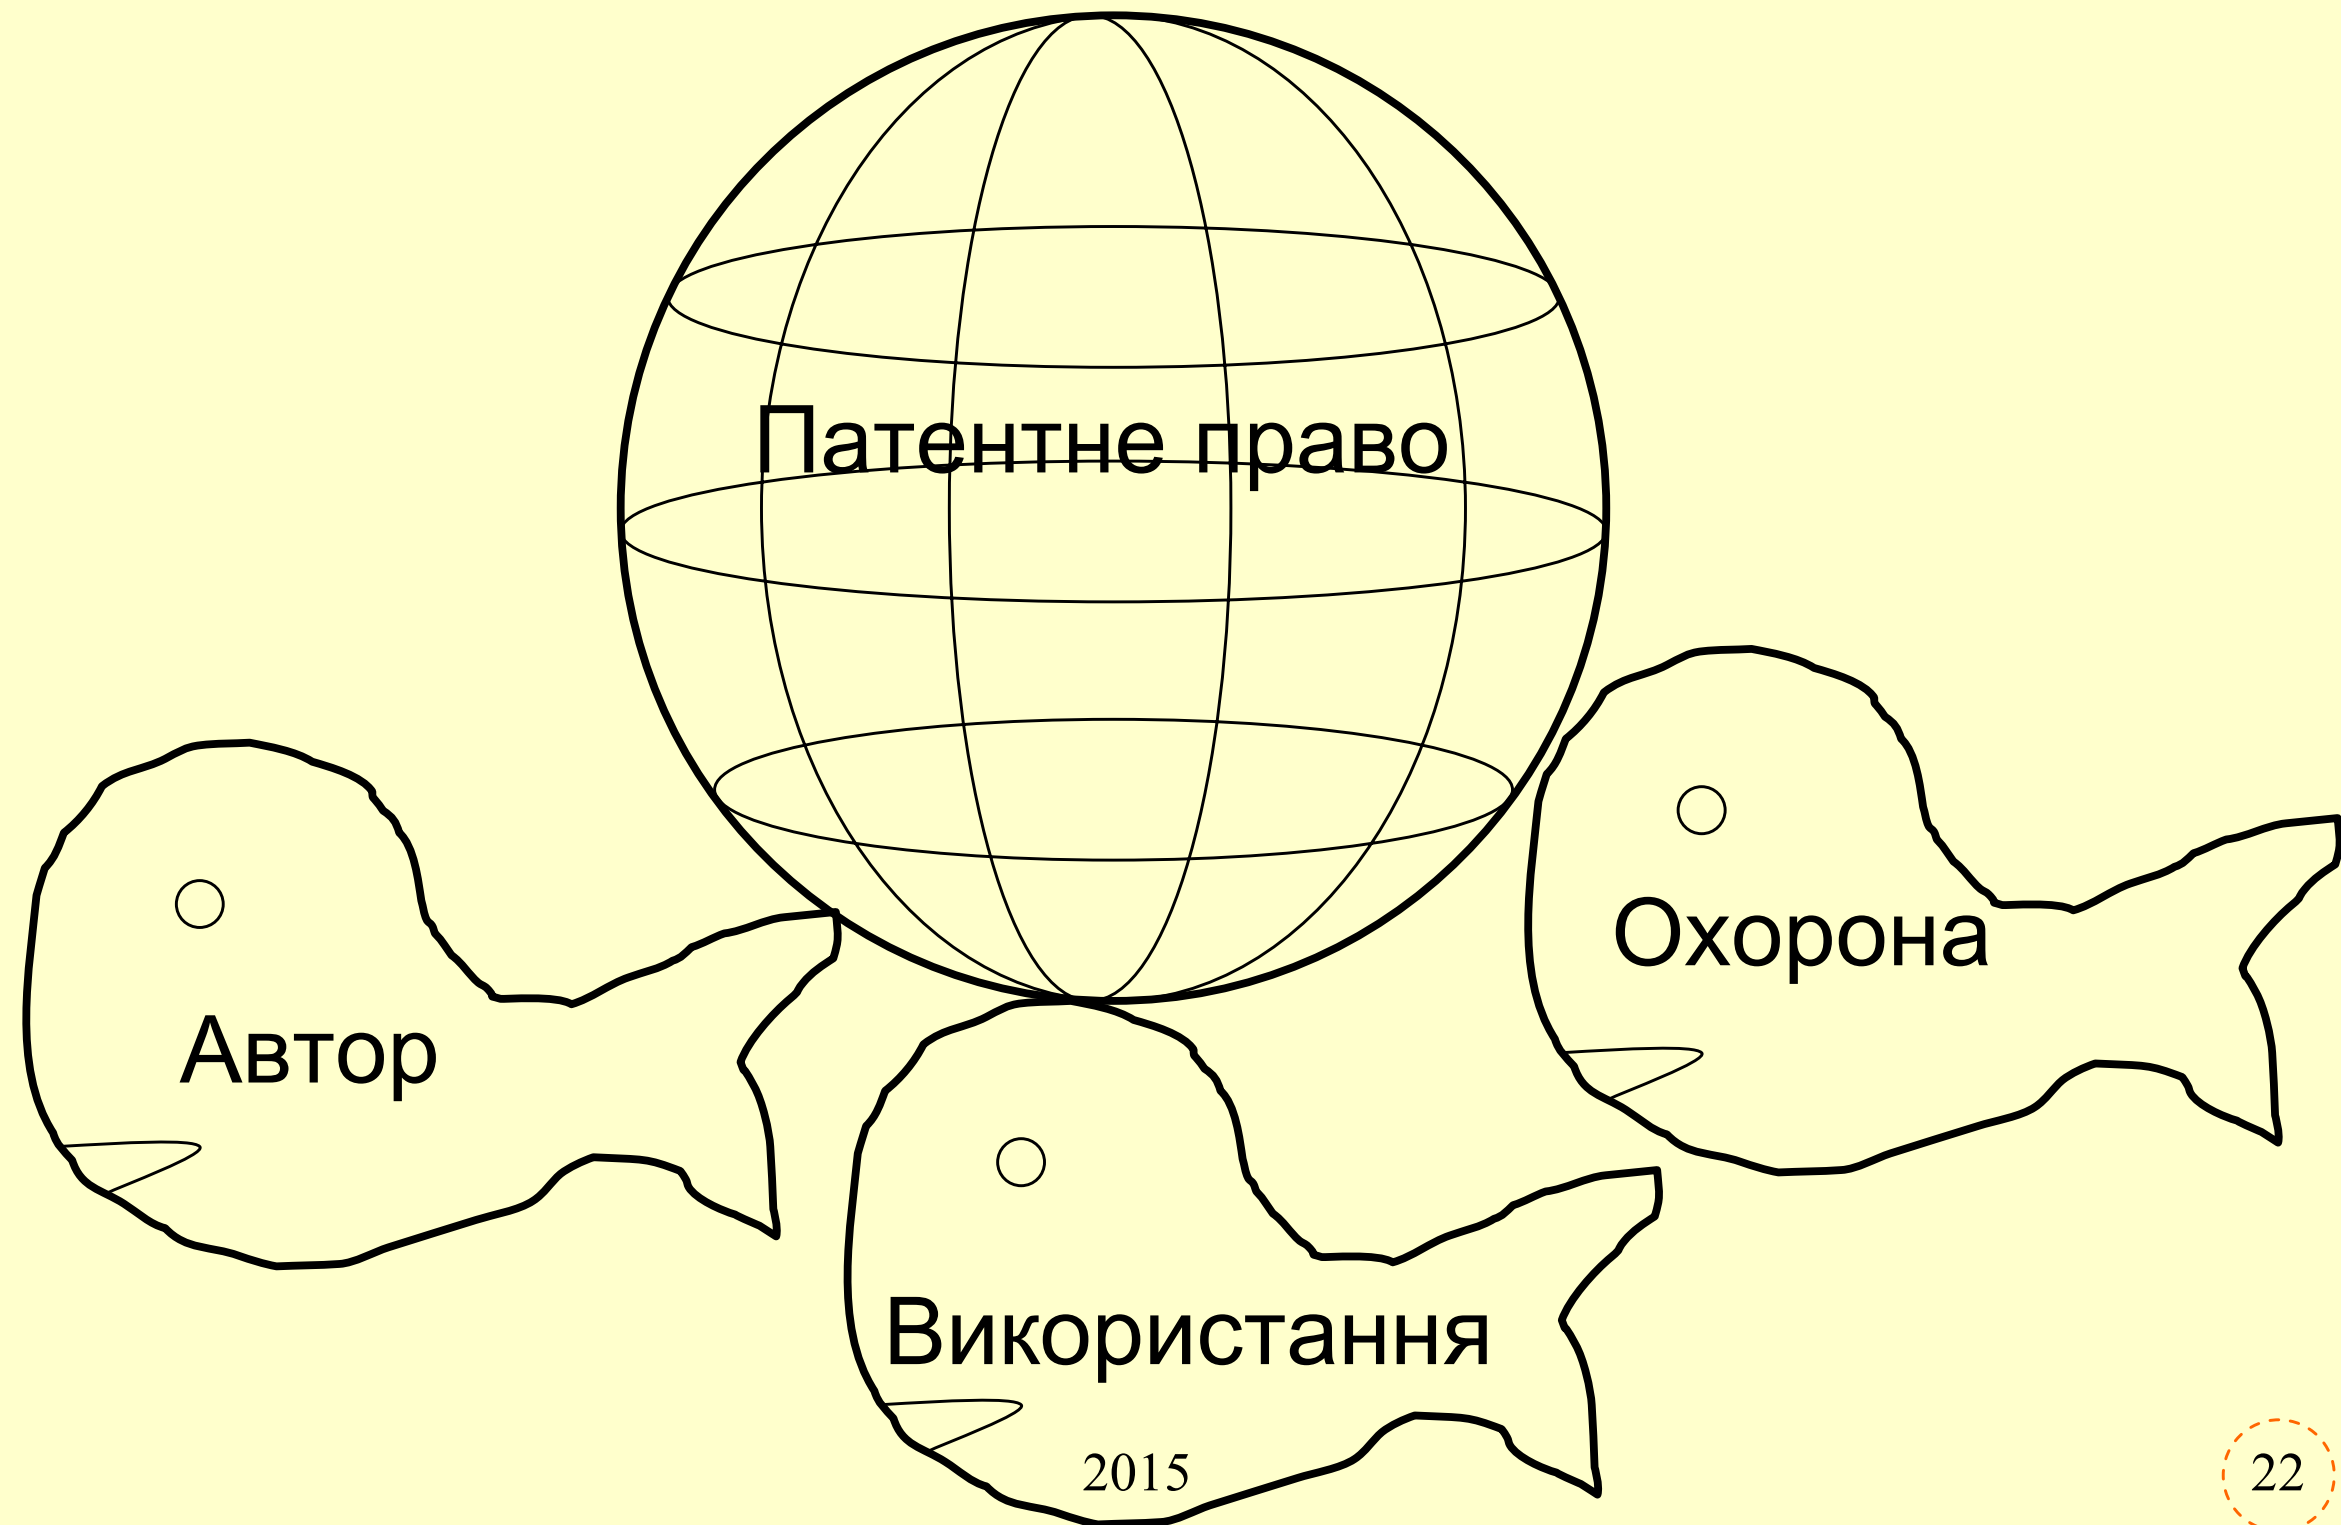 Патентне право
Охорона
Автор
Використання
2015
22